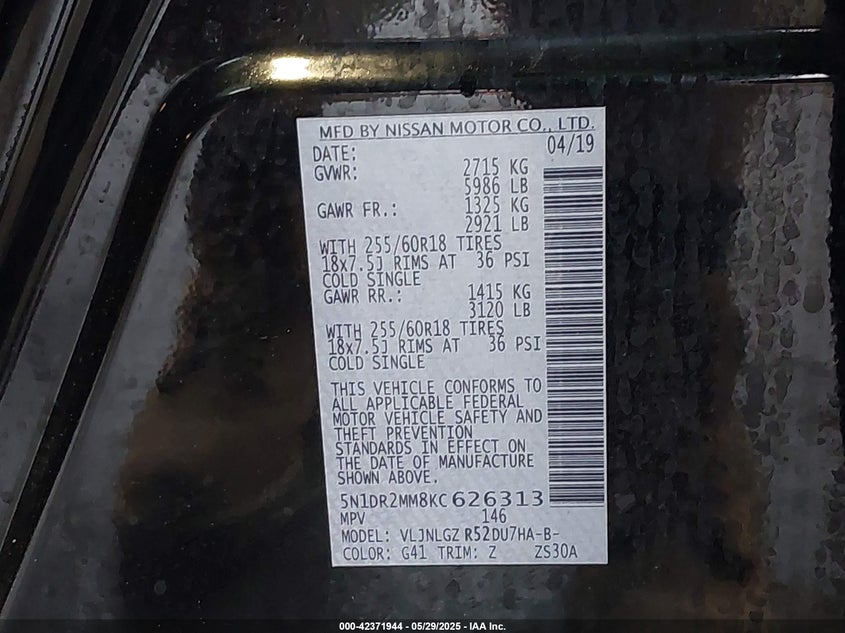 MFD BY NISSAN MOTOR CO., LTD.
DATE: 04/19
GVWR: 2715 KG
5986 LB
GAWR FR.: 1325 KG
2921 LB
WITH 255/60R18 TIRES
18x7.5J RIMS AT 36 PSI
COLD SINGLE
GAWR RR.: 1415 KG
3120 LB
WITH 255/60R18 TIRES
18x7.5J RIMS AT 36 PSI
COLD SINGLE
THIS VEHICLE CONFORMS TO
ALL APPLICABLE FEDERAL
MOTOR VEHICLE SAFETY AND
THEFT PREVENTION
STANDARDS IN EFFECT ON
THE DATE OF MANUFACTURE
SHOWN ABOVE.
5N1DR2MM8KC626313
MPV 146
MODEL: VLJNLGZ R52DU7HA-B-
COLOR: G41 TRIM: Z ZS30A
000-42371944 - 05/29/2025 - IAA Inc.